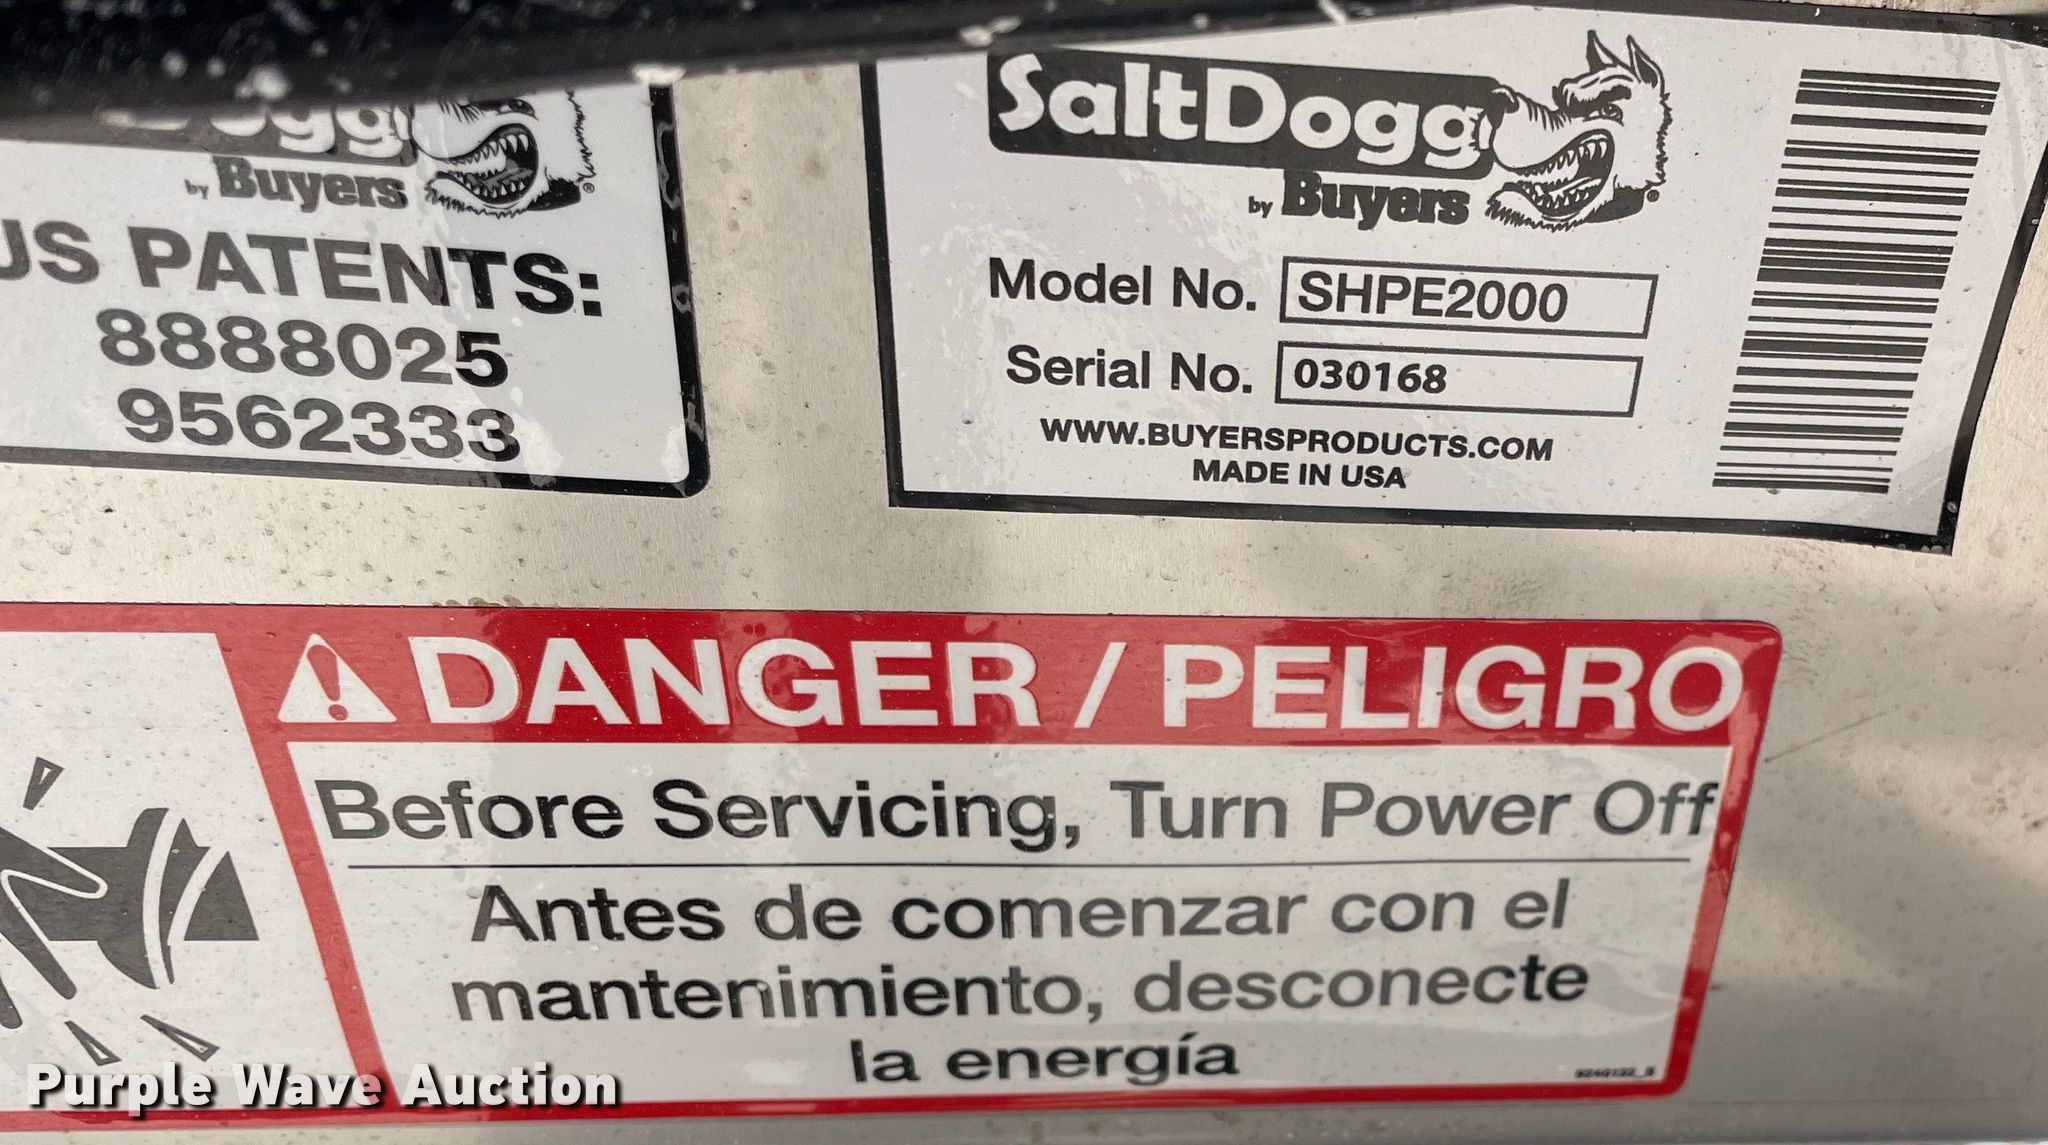 Dogg
by Buyers
®
US PATENTS:
8888025
9562333
SaltDogg
by Buyers
®
Model No. SHPE2000
Serial No. 030168
WWW.BUYERSPRODUCTS.COM
MADE IN USA
DANGER / PELIGRO
Before Servicing, Turn Power Off
Antes de comenzar con el
mantenimiento, desconecte
la energía
Purple Wave Auction